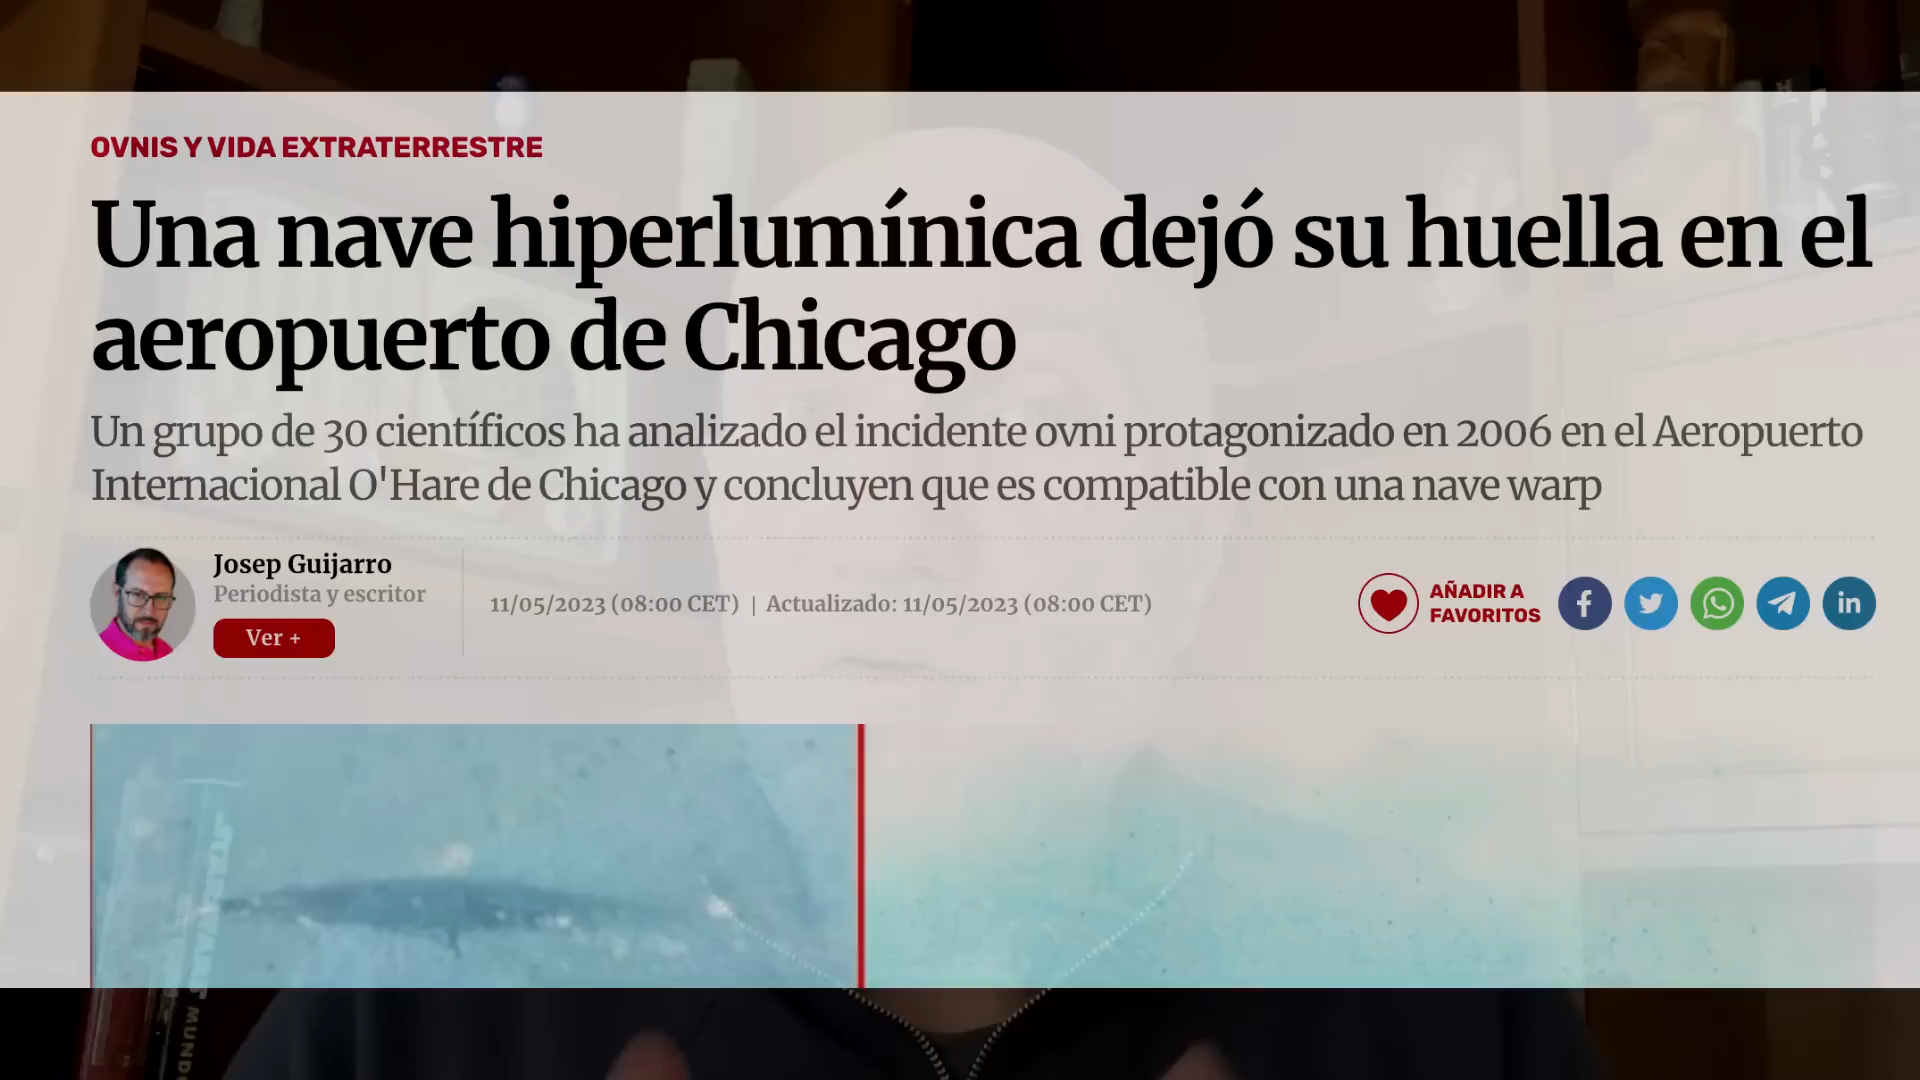 OVNIS Y VIDA EXTRATERRESTRE
Una nave hiperlumínica dejó su huella en el
aeropuerto de Chicago
Un grupo de 30 científicos ha analizado el incidente ovni protagonizado en 2006 en el Aeropuerto
Internacional O'Hare de Chicago y concluyen que es compatible con una nave warp
Josep Guijarro
Periodista y escritor
Ver +
11/05/2023 (08:00 CET) | Actualizado: 11/05/2023 (08:00 CET)
AÑADIR A
FAVORITOS